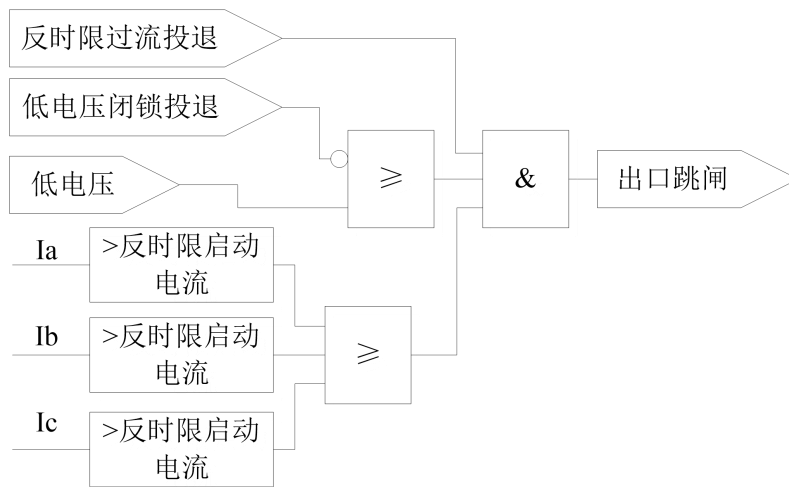 反时限过流投退
低电压闭锁投退
≥
&
出口跳闸
低电压
Ia
>反时限启动
电流
Ib
>反时限启动
电流
≥
Ic
>反时限启动
电流